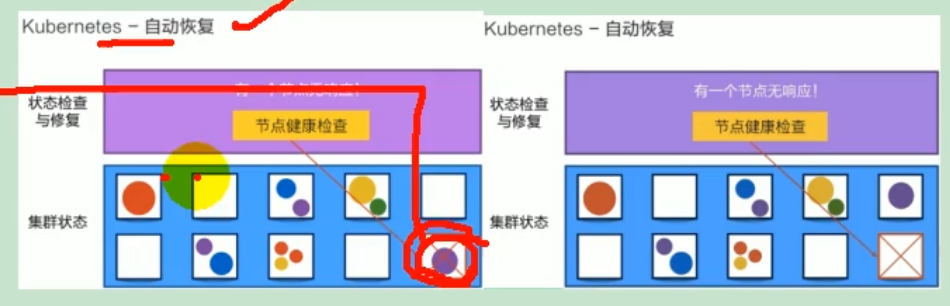 Kubernetes - 自动恢复
有一个节点无响应!
状态检查
与修复
节点健康检查
集群状态
Kubernetes - 自动恢复
有一个节点无响应!
状态检查
与修复
节点健康检查
集群状态